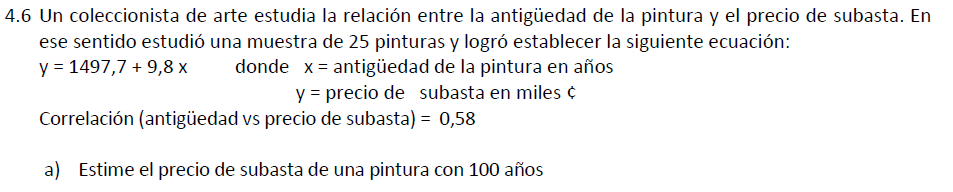 4.6 Un coleccionista de arte estudia la relación entre la antigüedad de la pintura y el precio de subasta. En
ese sentido estudió una muestra de 25 pinturas y logró establecer la siguiente ecuación:
y = 1497,7 + 9,8 x donde x = antigüedad de la pintura en años
y = precio de subasta en miles ¢
Correlación (antigüedad vs precio de subasta) = 0,58
a) Estime el precio de subasta de una pintura con 100 años